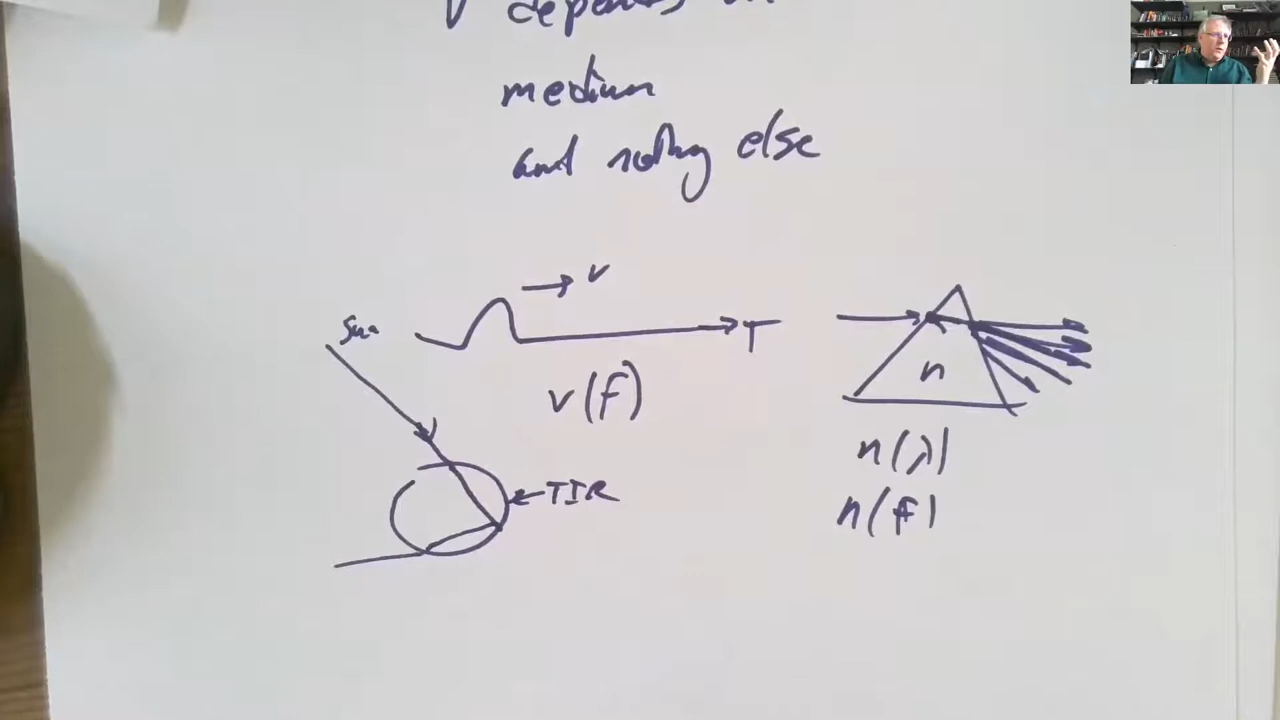 v depends on
medium
and nothing else
v
Sun
T
v(f)
n
TIR
n(λ)
n(f)